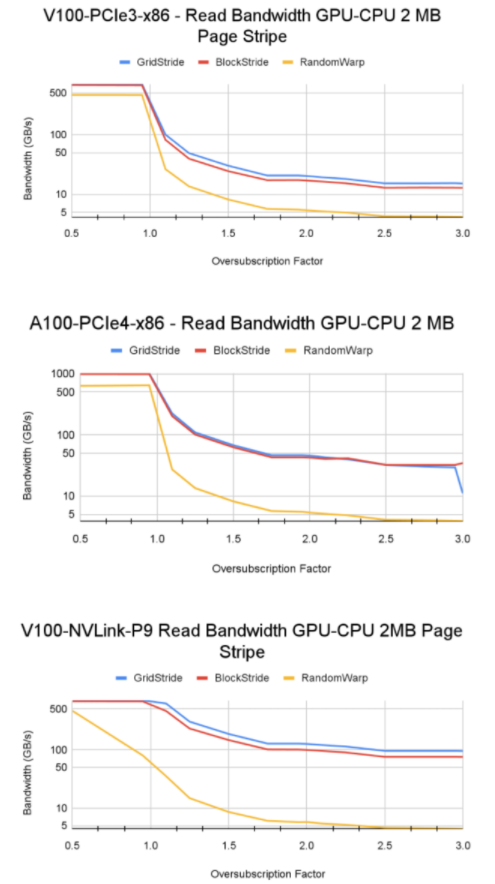 V100-PCIe3-x86 - Read Bandwidth GPU-CPU 2 MB
Page Stripe
GridStride BlockStride RandomWarp
Bandwidth (GB/s)
500
100
50
10
5
0.5 1.0 1.5 2.0 2.5 3.0
Oversubscription Factor
A100-PCIe4-x86 - Read Bandwidth GPU-CPU 2 MB
GridStride BlockStride RandomWarp
Bandwidth (GB/s)
1000
500
100
50
10
5
0.5 1.0 1.5 2.0 2.5 3.0
Oversubscription Factor
V100-NVLink-P9 Read Bandwidth GPU-CPU 2MB Page
Stripe
GridStride BlockStride RandomWarp
Bandwidth (GB/s)
500
100
50
10
5
0.5 1.0 1.5 2.0 2.5 3.0
Oversubscription Factor